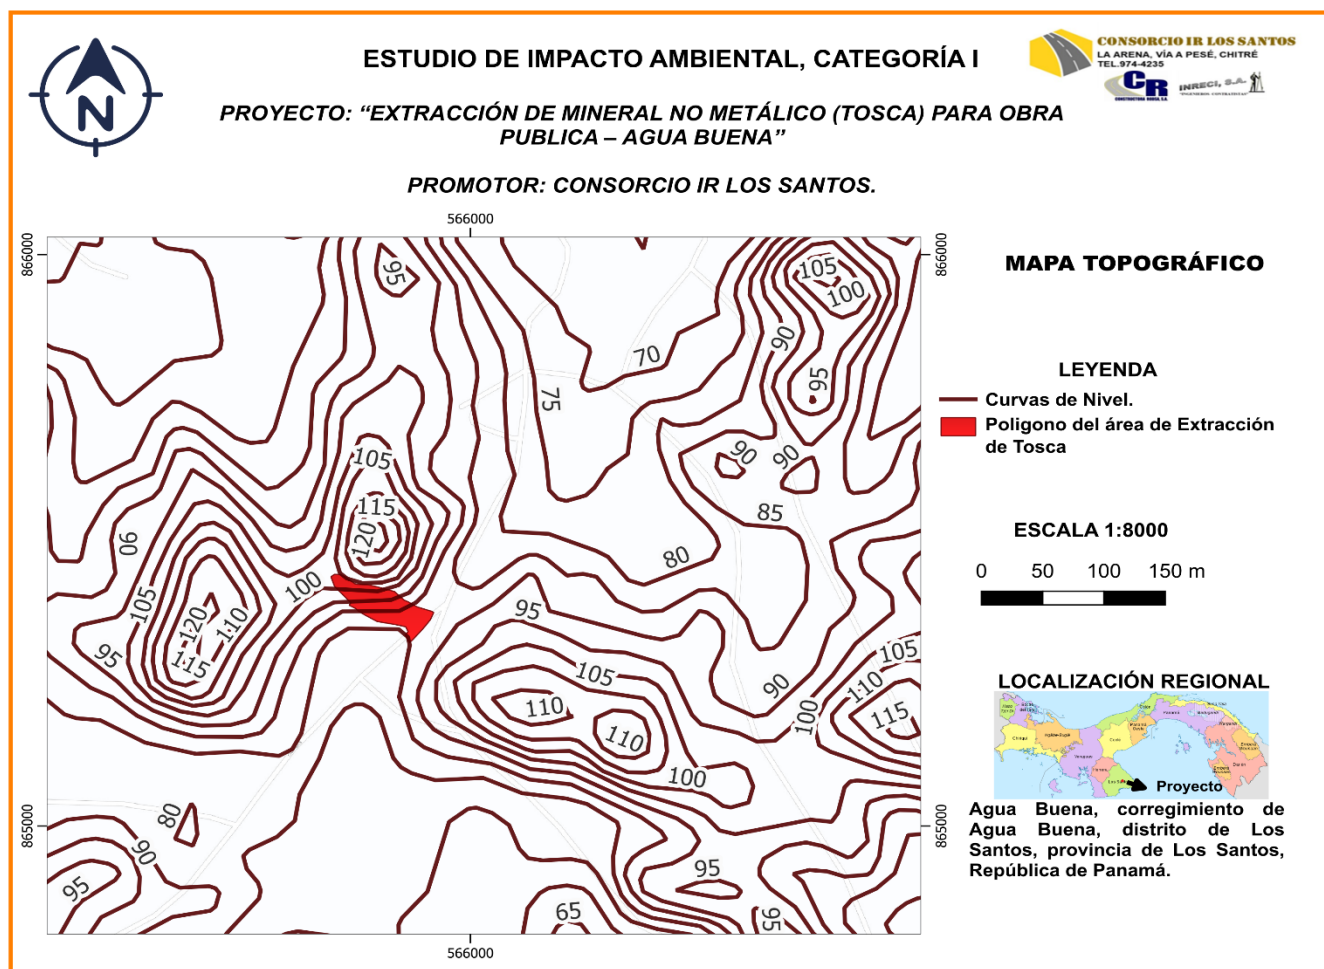 ESTUDIO DE IMPACTO AMBIENTAL, CATEGORÍA I
PROYECTO: “EXTRACCIÓN DE MINERAL NO METÁLICO (TOSCA) PARA OBRA
PUBLICA – AGUA BUENA”
PROMOTOR: CONSORCIO IR LOS SANTOS.
CONSORCIO IR LOS SANTOS
LA ARENA, VÍA A PESÉ, CHITRÉ
TEL.974-4235
CR
INRECI, S.A.
N
566000
866000
866000
95
105
100
90
70
75
95
105
90
90
115
85
120
90
80
100
105
95
120
110
95
115
105
105
90
110
110
100
115
110
100
80
90
95
95
65
95
865000
865000
566000
MAPA TOPOGRÁFICO
LEYENDA
Curvas de Nivel.
Poligono del área de Extracción
de Tosca
ESCALA 1:8000
0 50 100 150 m
LOCALIZACIÓN REGIONAL
Proyecto
Agua Buena, corregimiento de
Agua Buena, distrito de Los
Santos, provincia de Los Santos,
República de Panamá.